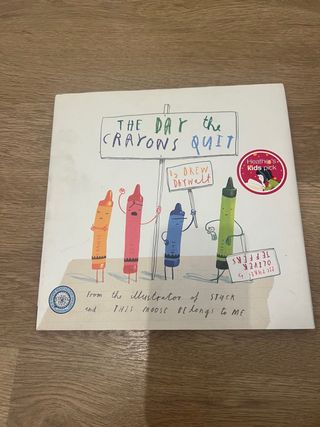 THE DAY the
CRAYONS QUIT
by DREW
DAYWALT
Heather's
Kids pick
PICTURES by
OLIVER
JEFFERS
from the illustrator of STUCK
and THIS MOOSE BELONGS to ME